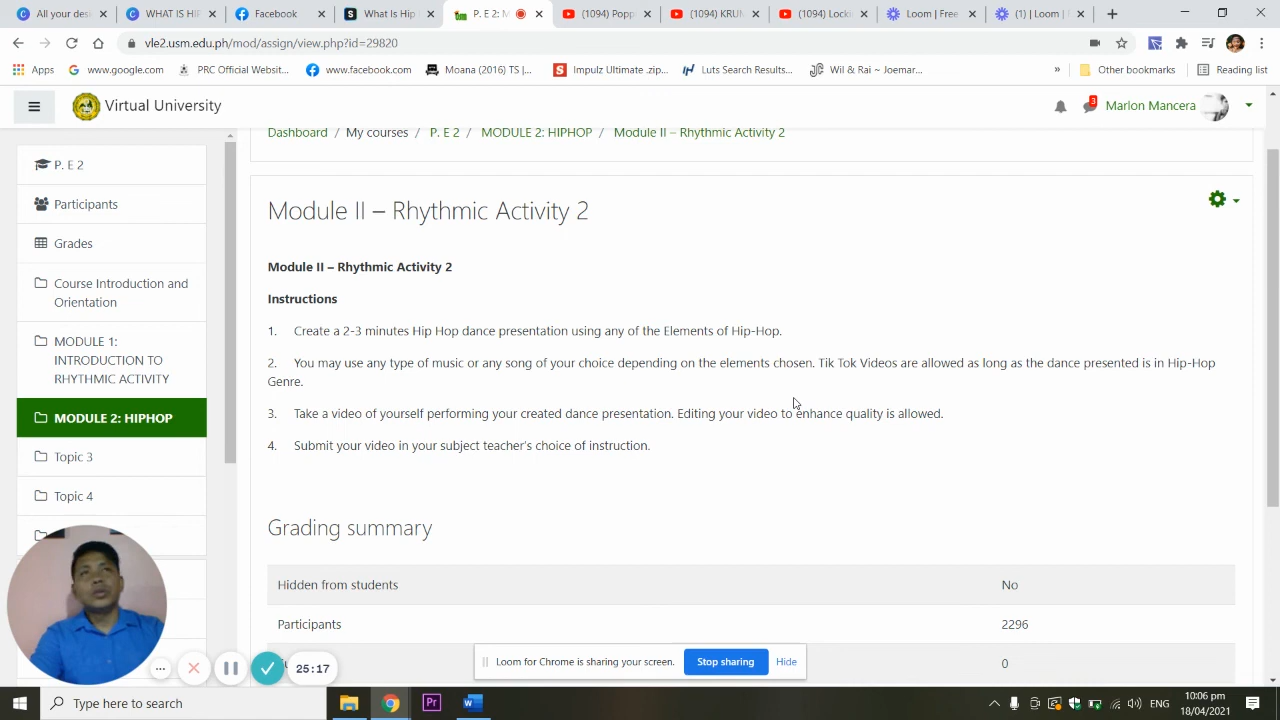 All your desi
WHAT IS HIP
Facebook
What is Hip
P. E 2: M
(1094) Popp
(1094) KRUN
(1094) Lock
Loom | Free
(1) | Loom |
vle2.usm.edu.ph/mod/assign/view.php?id=29820
Apps
www.google.com
PRC Official Websit...
www.facebook.com
Moana (2016) TS |...
Impulz Ultimate .zip...
Luts Search Results...
Wil & Rai ~ Joemar...
»
Other bookmarks
Reading list
Virtual University
3
Marlon Mancera
Dashboard / My courses / P. E 2 / MODULE 2: HIPHOP / Module II – Rhythmic Activity 2
P. E 2
Participants
Grades
Course Introduction and
Orientation
MODULE 1:
INTRODUCTION TO
RHYTHMIC ACTIVITY
MODULE 2: HIPHOP
Topic 3
Topic 4
Module II – Rhythmic Activity 2
Module II – Rhythmic Activity 2
Instructions
1. Create a 2-3 minutes Hip Hop dance presentation using any of the Elements of Hip-Hop.
2. You may use any type of music or any song of your choice depending on the elements chosen. Tik Tok Videos are allowed as long as the dance presented is in Hip-Hop
Genre.
3. Take a video of yourself performing your created dance presentation. Editing your video to enhance quality is allowed.
4. Submit your video in your subject teacher's choice of instruction.
Grading summary
Hidden from students No
Participants 2296
0
25:17
Loom for Chrome is sharing your screen.
Stop sharing
Hide
Type here to search
Pr
ENG
10:06 pm
18/04/2021